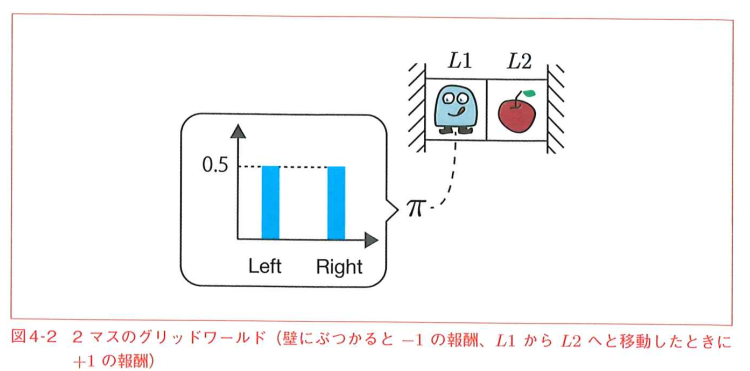 L1 L2
0.5
π
Left Right
図4-2 2 マスのグリッドワールド（壁にぶつかると −1 の報酬、L1 から L2 へと移動したときに
+1 の報酬）